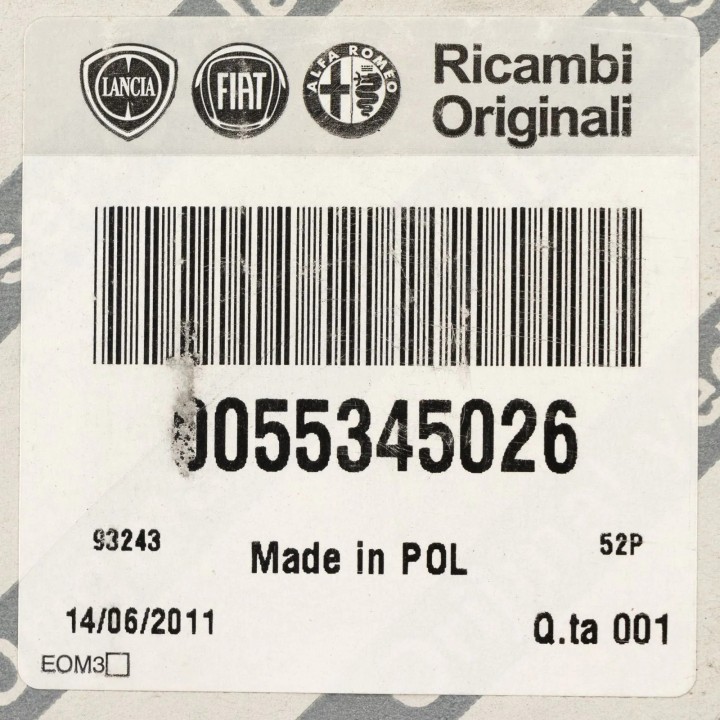 LANCIA
FIAT
ALFA ROMEO
Ricambi
Originali
0055345026
93243
Made in POL
52P
14/06/2011
Q.ta 001
EOM3□